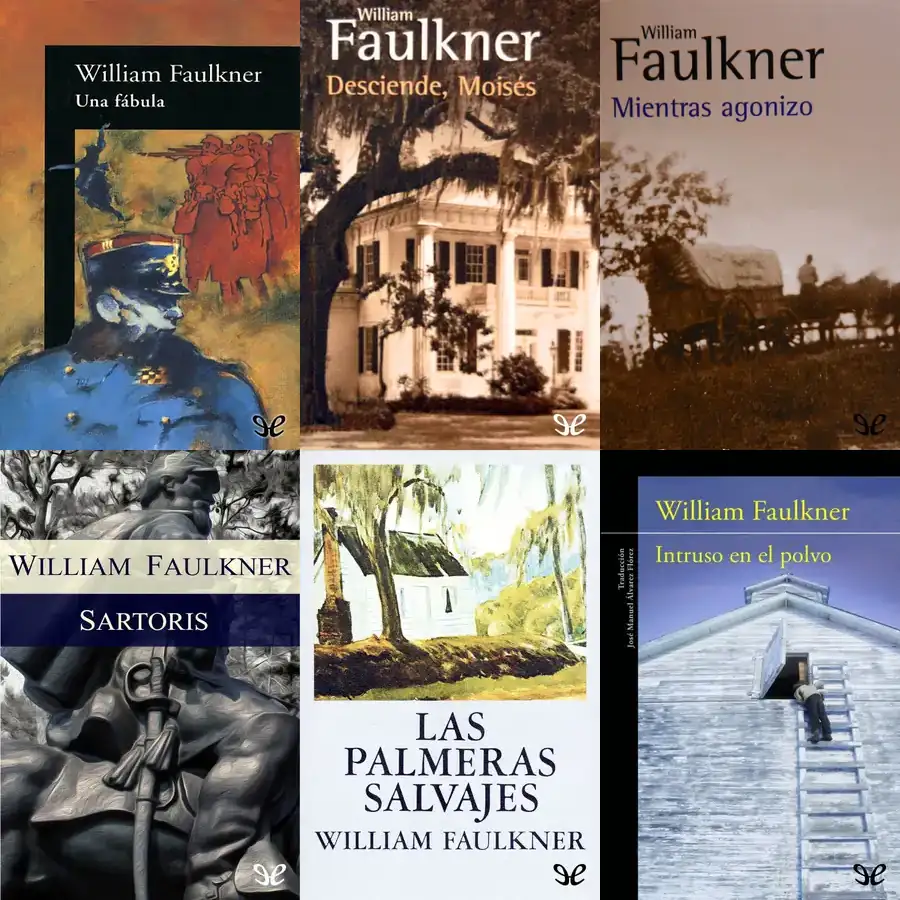 William Faulkner
Una fábula
William
Faulkner
Desciende, Moisés
William
Faulkner
Mientras agonizo
WILLIAM FAULKNER
SARTORIS
LAS
PALMERAS
SALVAJES
WILLIAM FAULKNER
William Faulkner
Intruso en el polvo
Traducción
José Manuel Álvarez Flórez